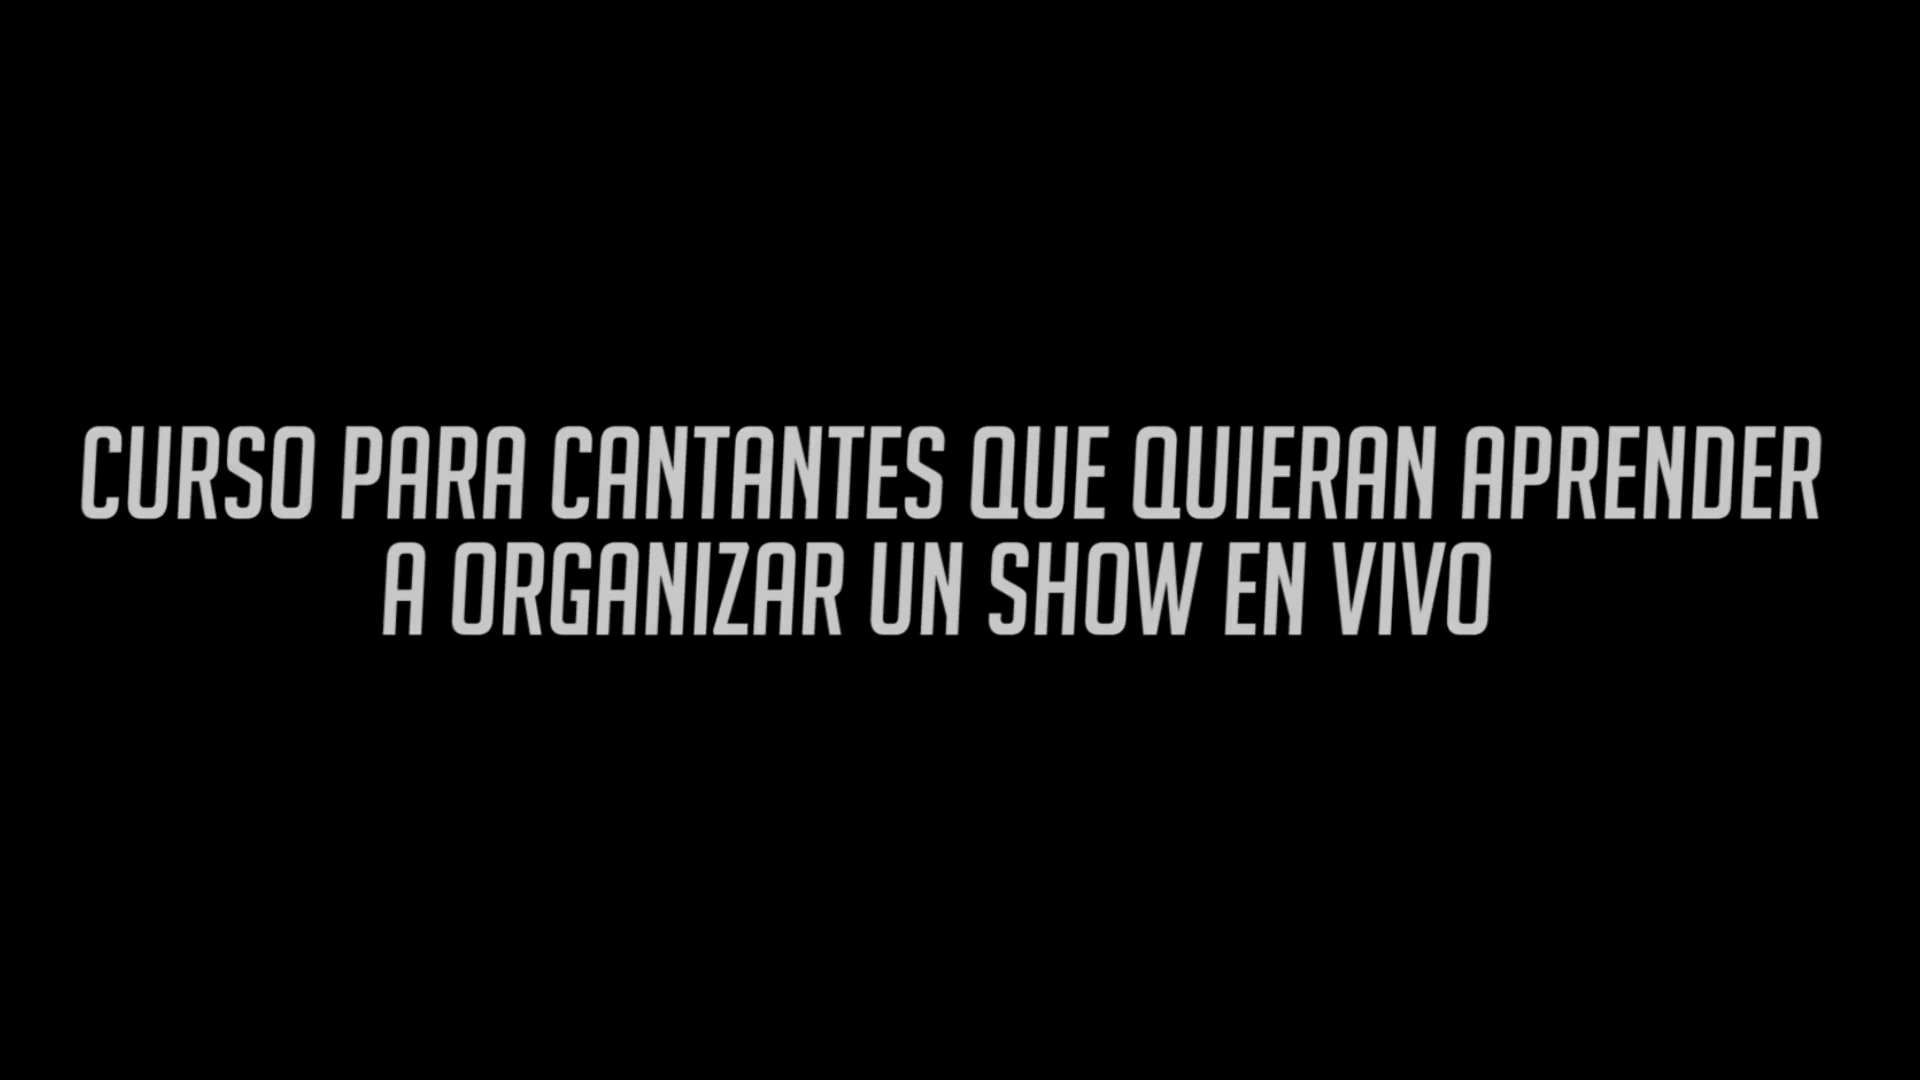 CURSO PARA CANTANTES QUE QUIERAN APRENDER
A ORGANIZAR UN SHOW EN VIVO